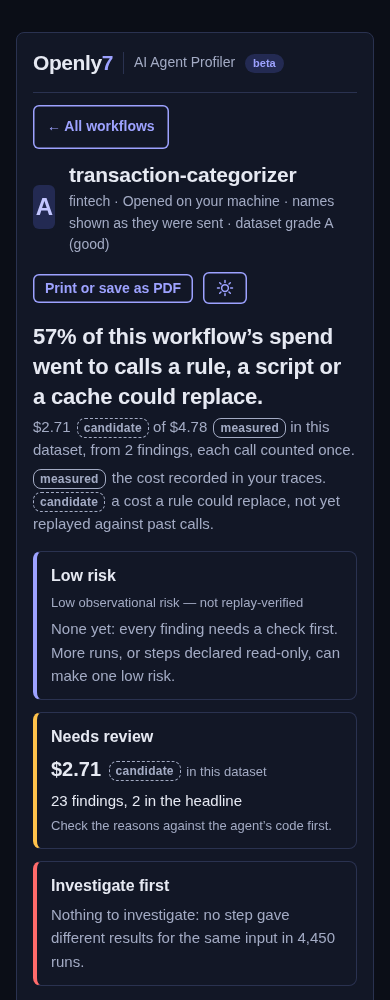 Openly7 AI Agent Profiler beta
← All workflows
A
transaction-categorizer
fintech · Opened on your machine · names
shown as they were sent · dataset grade A
(good)
Print or save as PDF
57% of this workflow’s spend
went to calls a rule, a script or
a cache could replace.
$2.71 candidate of $4.78 measured in this
dataset, from 2 findings, each call counted once.
measured the cost recorded in your traces.
candidate a cost a rule could replace, not yet
replayed against past calls.
Low risk
Low observational risk — not replay-verified
None yet: every finding needs a check first.
More runs, or steps declared read-only, can
make one low risk.
Needs review
$2.71 candidate in this dataset
23 findings, 2 in the headline
Check the reasons against the agent’s code first.
Investigate first
Nothing to investigate: no step gave
different results for the same input in 4,450
runs.